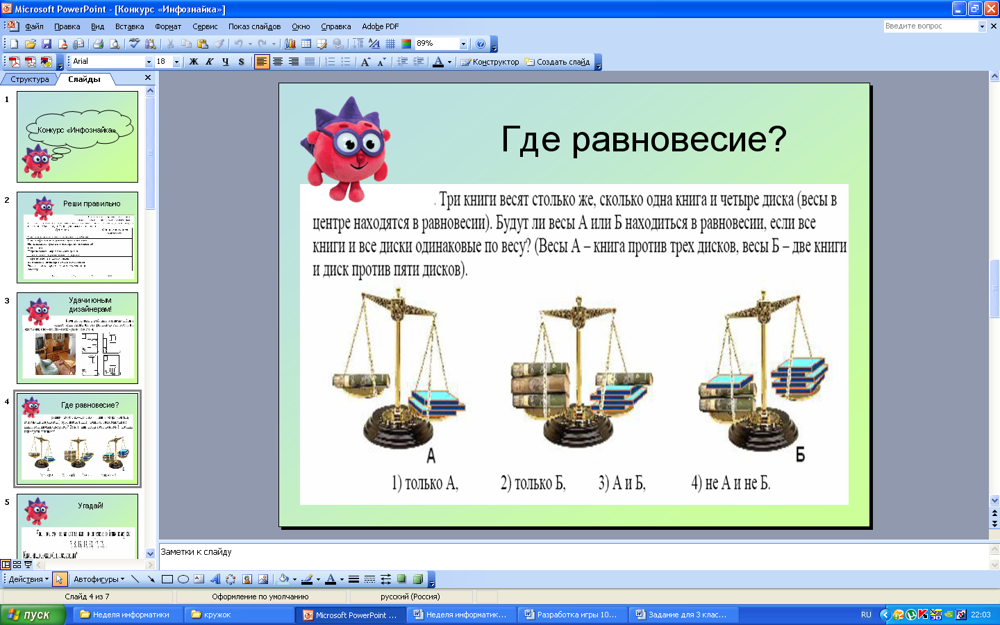 Microsoft PowerPoint - [Конкурс «Инфознайка»]
Файл Правка Вид Вставка Формат Сервис Показ слайдов Окно Справка Adobe PDF
Введите вопрос
89%
Arial 18 Ж К Ч S
Конструктор Создать слайд
Структура Слайды
1
Конкурс «Инфознайка»
2
Реши правильно
3
Удачи юным
дизайнерам!
4
Где равновесие?
5
Угадай!
Где равновесие?
. Три книги весят столько же, сколько одна книга и четыре диска (весы в
центре находятся в равновесии). Будут ли весы А или Б находиться в равновесии, если все
книги и все диски одинаковые по весу? (Весы А – книга против трех дисков, весы Б – две книги
и диск против пяти дисков).
А
Б
1) только А, 2) только Б, 3) А и Б, 4) не А и не Б.
Заметки к слайду
Действия Автофигуры
Слайд 4 из 7 Оформление по умолчанию русский (Россия)
пуск Неделя информатики кружок Microsoft PowerPoint ... Неделя информатик... Разработка игры 10... Задание для 3 клас... RU 22:03